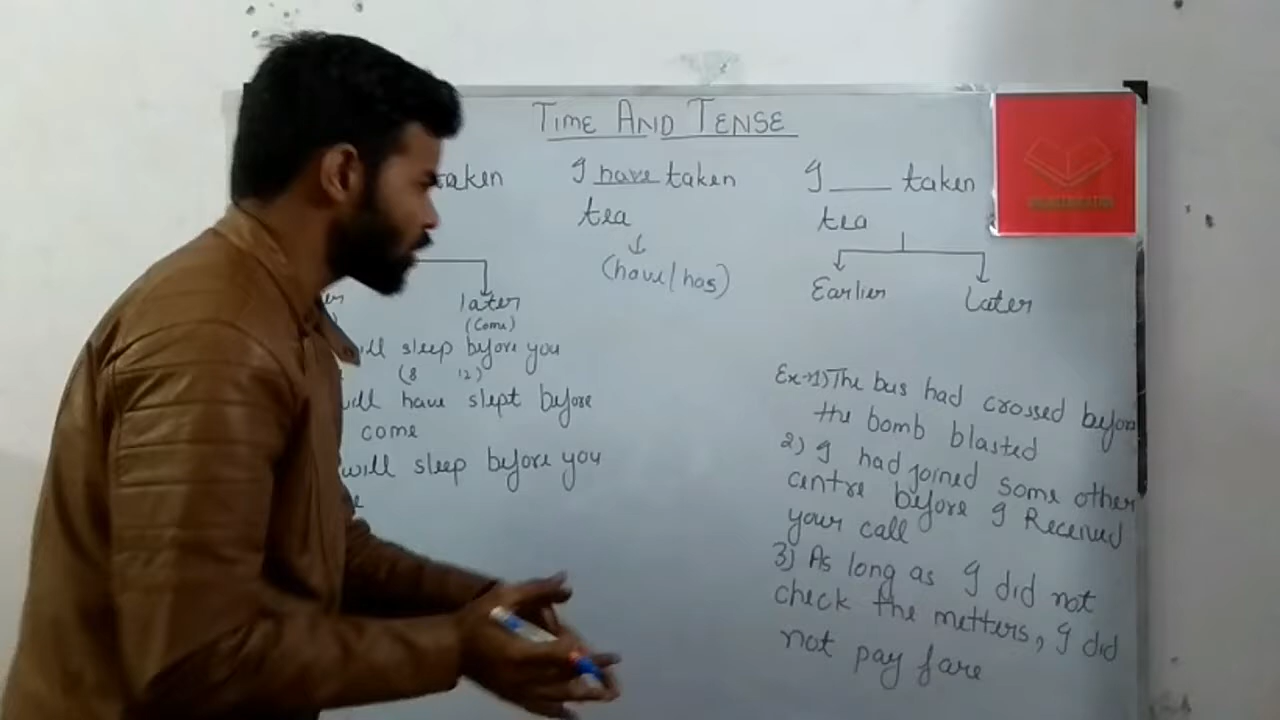 TIME AND TENSE
taken
later
(come)
will sleep before you
(8 12)
will have slept before
come
will sleep before you
I have taken
tea
(have/has)
I ____ taken
tea
Earlier
Later
Ex-1) The bus had crossed before
the bomb blasted
2) I had joined some other
centre before I Received
your call
3) As long as I did not
check the metters, I did
not pay fare